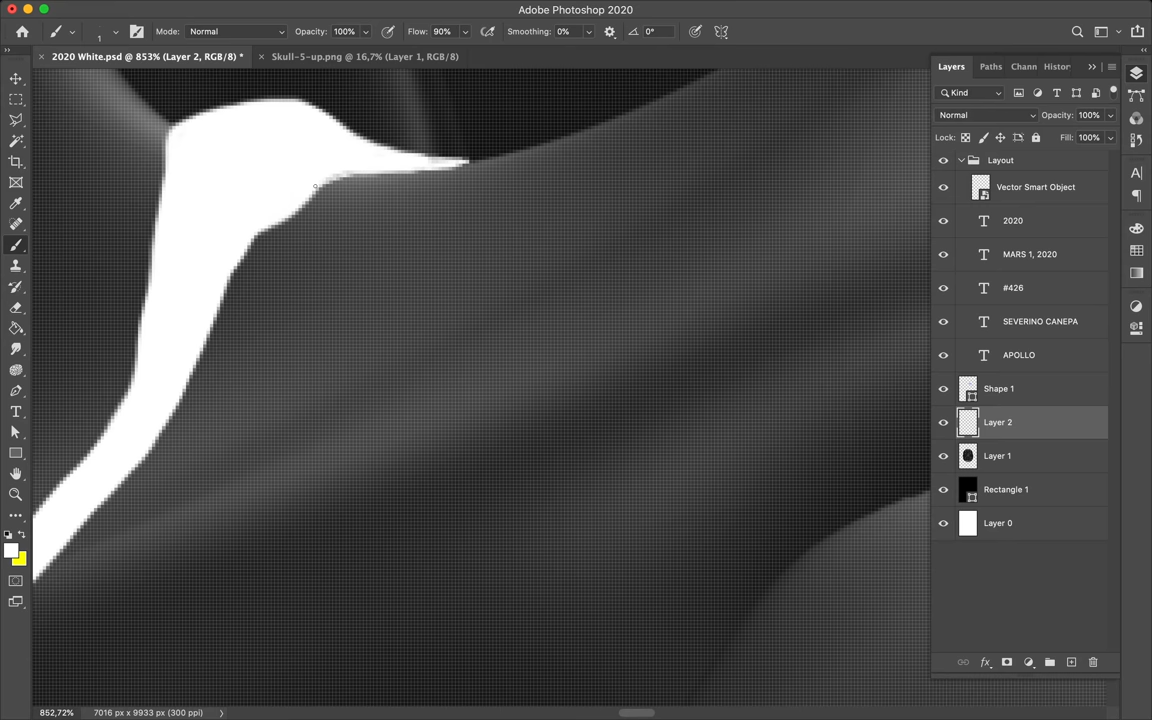 Adobe Photoshop 2020
1
Mode: Normal
Opacity: 100%
Flow: 90%
Smoothing: 0%
0°
2020 White.psd @ 853% (Layer 2, RGB/8) *
Skull-5-up.png @ 16,7% (Layer 1, RGB/8)
Layers
Paths
Chann
Histor
Kind
Normal
Opacity: 100%
Lock:
Fill: 100%
Layout
Vector Smart Object
2020
MARS 1, 2020
#426
SEVERINO CANEPA
APOLLO
Shape 1
Layer 2
Layer 1
Rectangle 1
Layer 0
852,72%
7016 px x 9933 px (300 ppi)